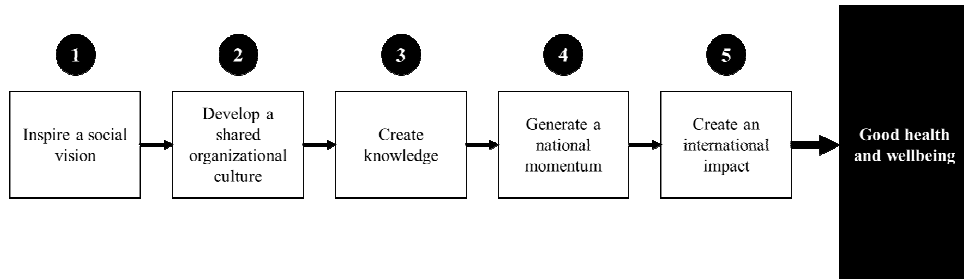 1
2
3
4
5
Inspire a social
vision
Develop a
shared
organizational
culture
Create
knowledge
Generate a
national
momentum
Create an
international
impact
Good health
and wellbeing